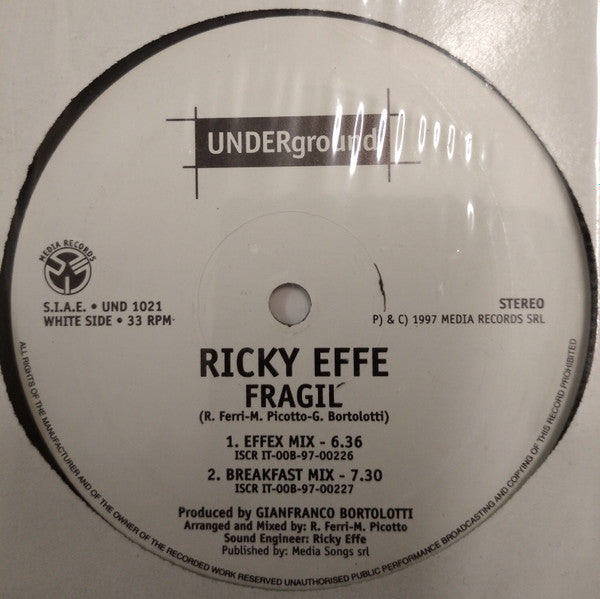 UNDERground
MEDIA RECORDS
S.I.A.E. • UND 1021
WHITE SIDE • 33 RPM
STEREO
P) & C) 1997 MEDIA RECORDS SRL
RICKY EFFE
FRAGIL
(R. Ferri-M. Picotto-G. Bortolotti)
1. EFFEX MIX - 6.36
ISCR IT-00B-97-00226
2. BREAKFAST MIX - 7.30
ISCR IT-00B-97-00227
Produced by GIANFRANCO BORTOLOTTI
Arranged and Mixed by: R. Ferri-M. Picotto
Sound Engineer: Ricky Effe
Published by: Media Songs srl
ALL RIGHTS OF THE MANUFACTURER AND OF THE OWNER OF THE RECORDED WORK RESERVED UNAUTHORISED PUBLIC PERFORMANCE BROADCASTING AND COPYING OF THIS RECORD PROHIBITED